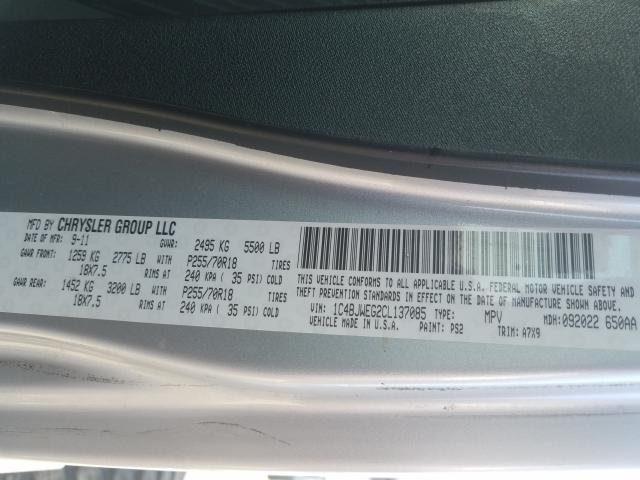 MFD BY CHRYSLER GROUP LLC
DATE OF MFR: 9-11 GVWR: 2495 KG 5500 LB
GAWR FRONT: 1259 KG 2775 LB WITH P255/70R18 TIRES
18X7.5 RIMS AT 240 KPA ( 35 PSI) COLD
GAWR REAR: 1452 KG 3200 LB WITH P255/70R18 TIRES
18X7.5 RIMS AT 240 KPA ( 35 PSI) COLD
THIS VEHICLE CONFORMS TO ALL APPLICABLE U.S.A. FEDERAL MOTOR VEHICLE SAFETY AND
THEFT PREVENTION STANDARDS IN EFFECT ON THE DATE OF MANUFACTURE SHOWN ABOVE.
VIN: 1C4BJWEG2CL137085 TYPE: MPV MDH: 092022 650AA
VEHICLE MADE IN U.S.A. PAINT: PS2 TRIM: A7X9